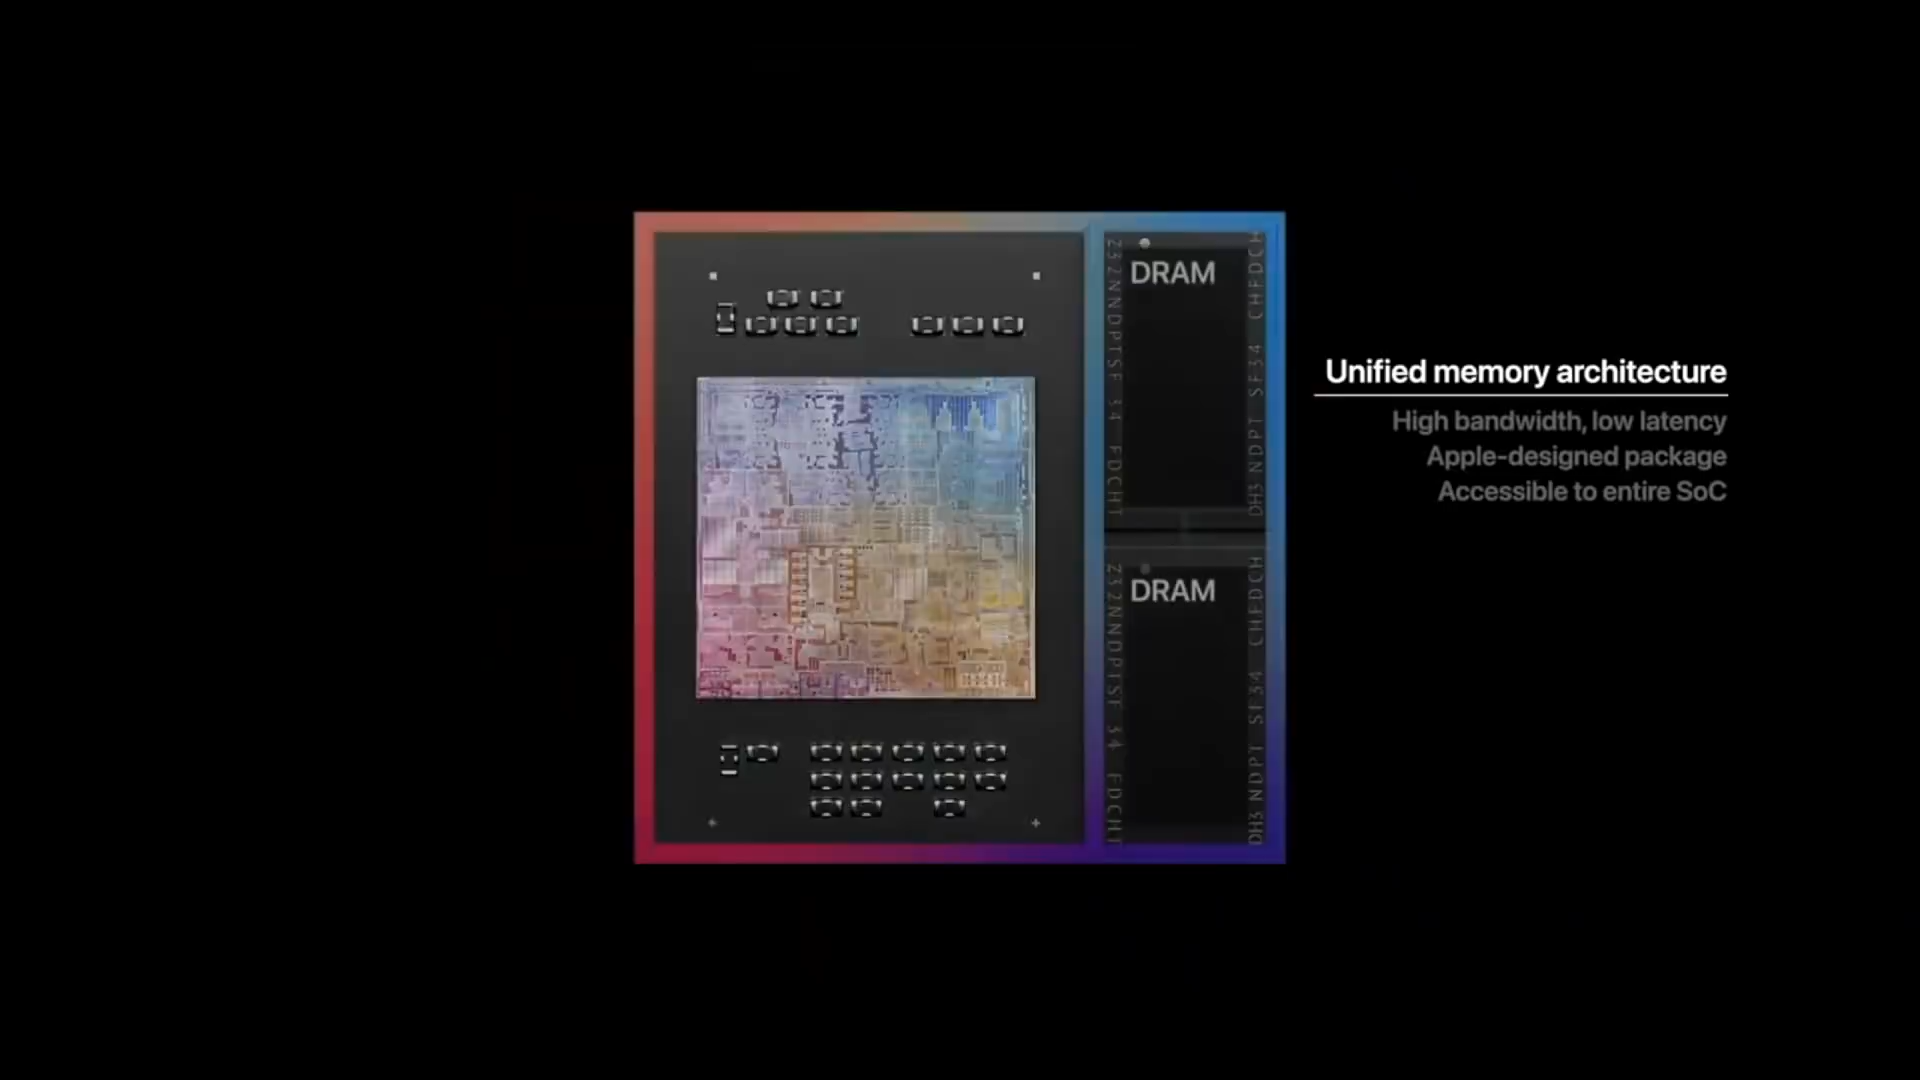 DRAM
DRAM
Unified memory architecture
High bandwidth, low latency
Apple-designed package
Accessible to entire SoC